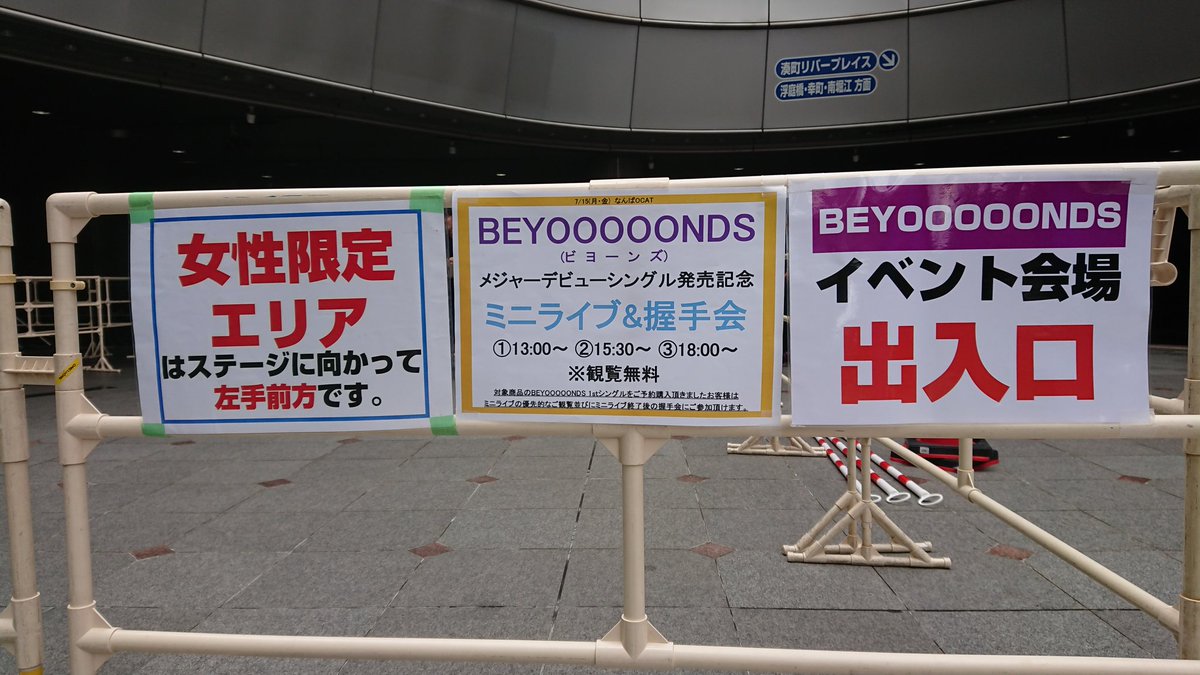 湊町リバープレイス
浮庭橋・幸町・南堀江 方面
女性限定
エリア
はステージに向かって
左手前方です。
7/15(月・金) なんばOCAT
BEYOOOOONDS
(ビヨーンズ)
メジャーデビューシングル発売記念
ミニライブ&握手会
①13:00～ ②15:30～ ③18:00～
※観覧無料
対象商品のBEYOOOOONDS 1stシングルをご予約購入頂きましたお客様は
ミニライブの優先的なご観覧並びにミニライブ終了後の握手会にご参加頂けます。
BEYOOOOONDS
イベント会場
出入口